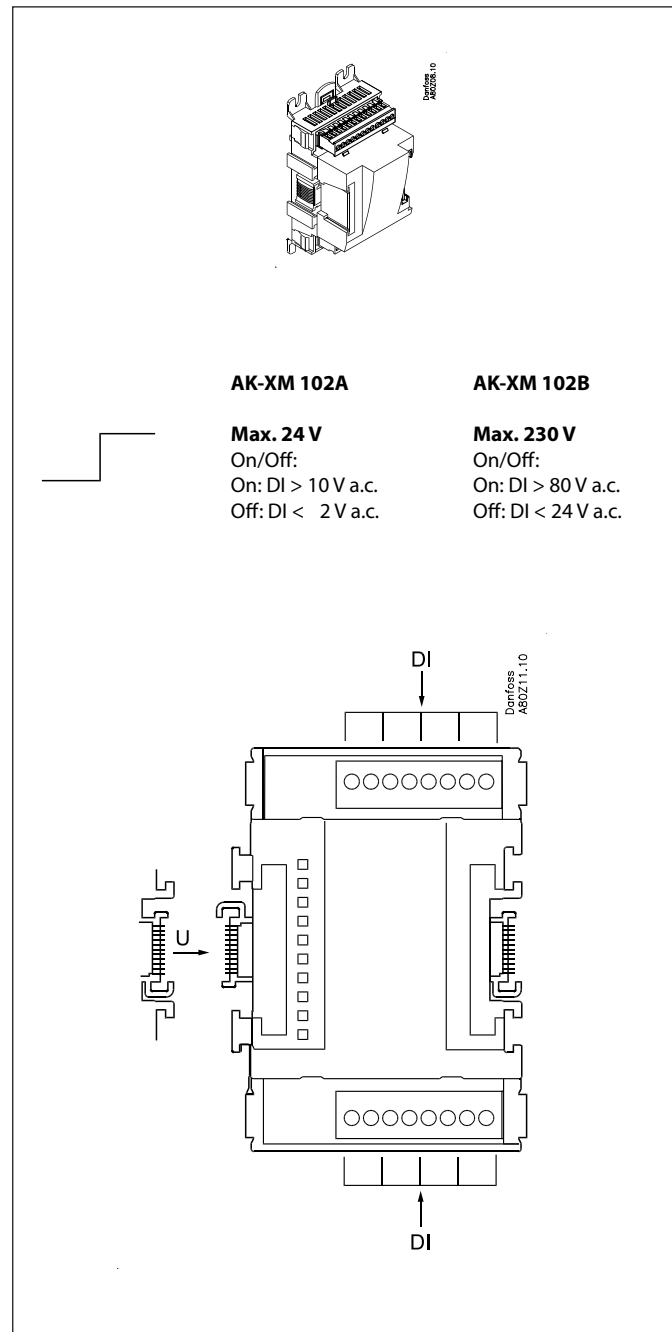 Danfoss
A80Z08.10
AK-XM 102A
Max. 24 V
On/Off:
On: DI > 10 V a.c.
Off: DI <   2 V a.c.
AK-XM 102B
Max. 230 V
On/Off:
On: DI > 80 V a.c.
Off: DI < 24 V a.c.
DI
Danfoss
A80Z11.10
U
DI